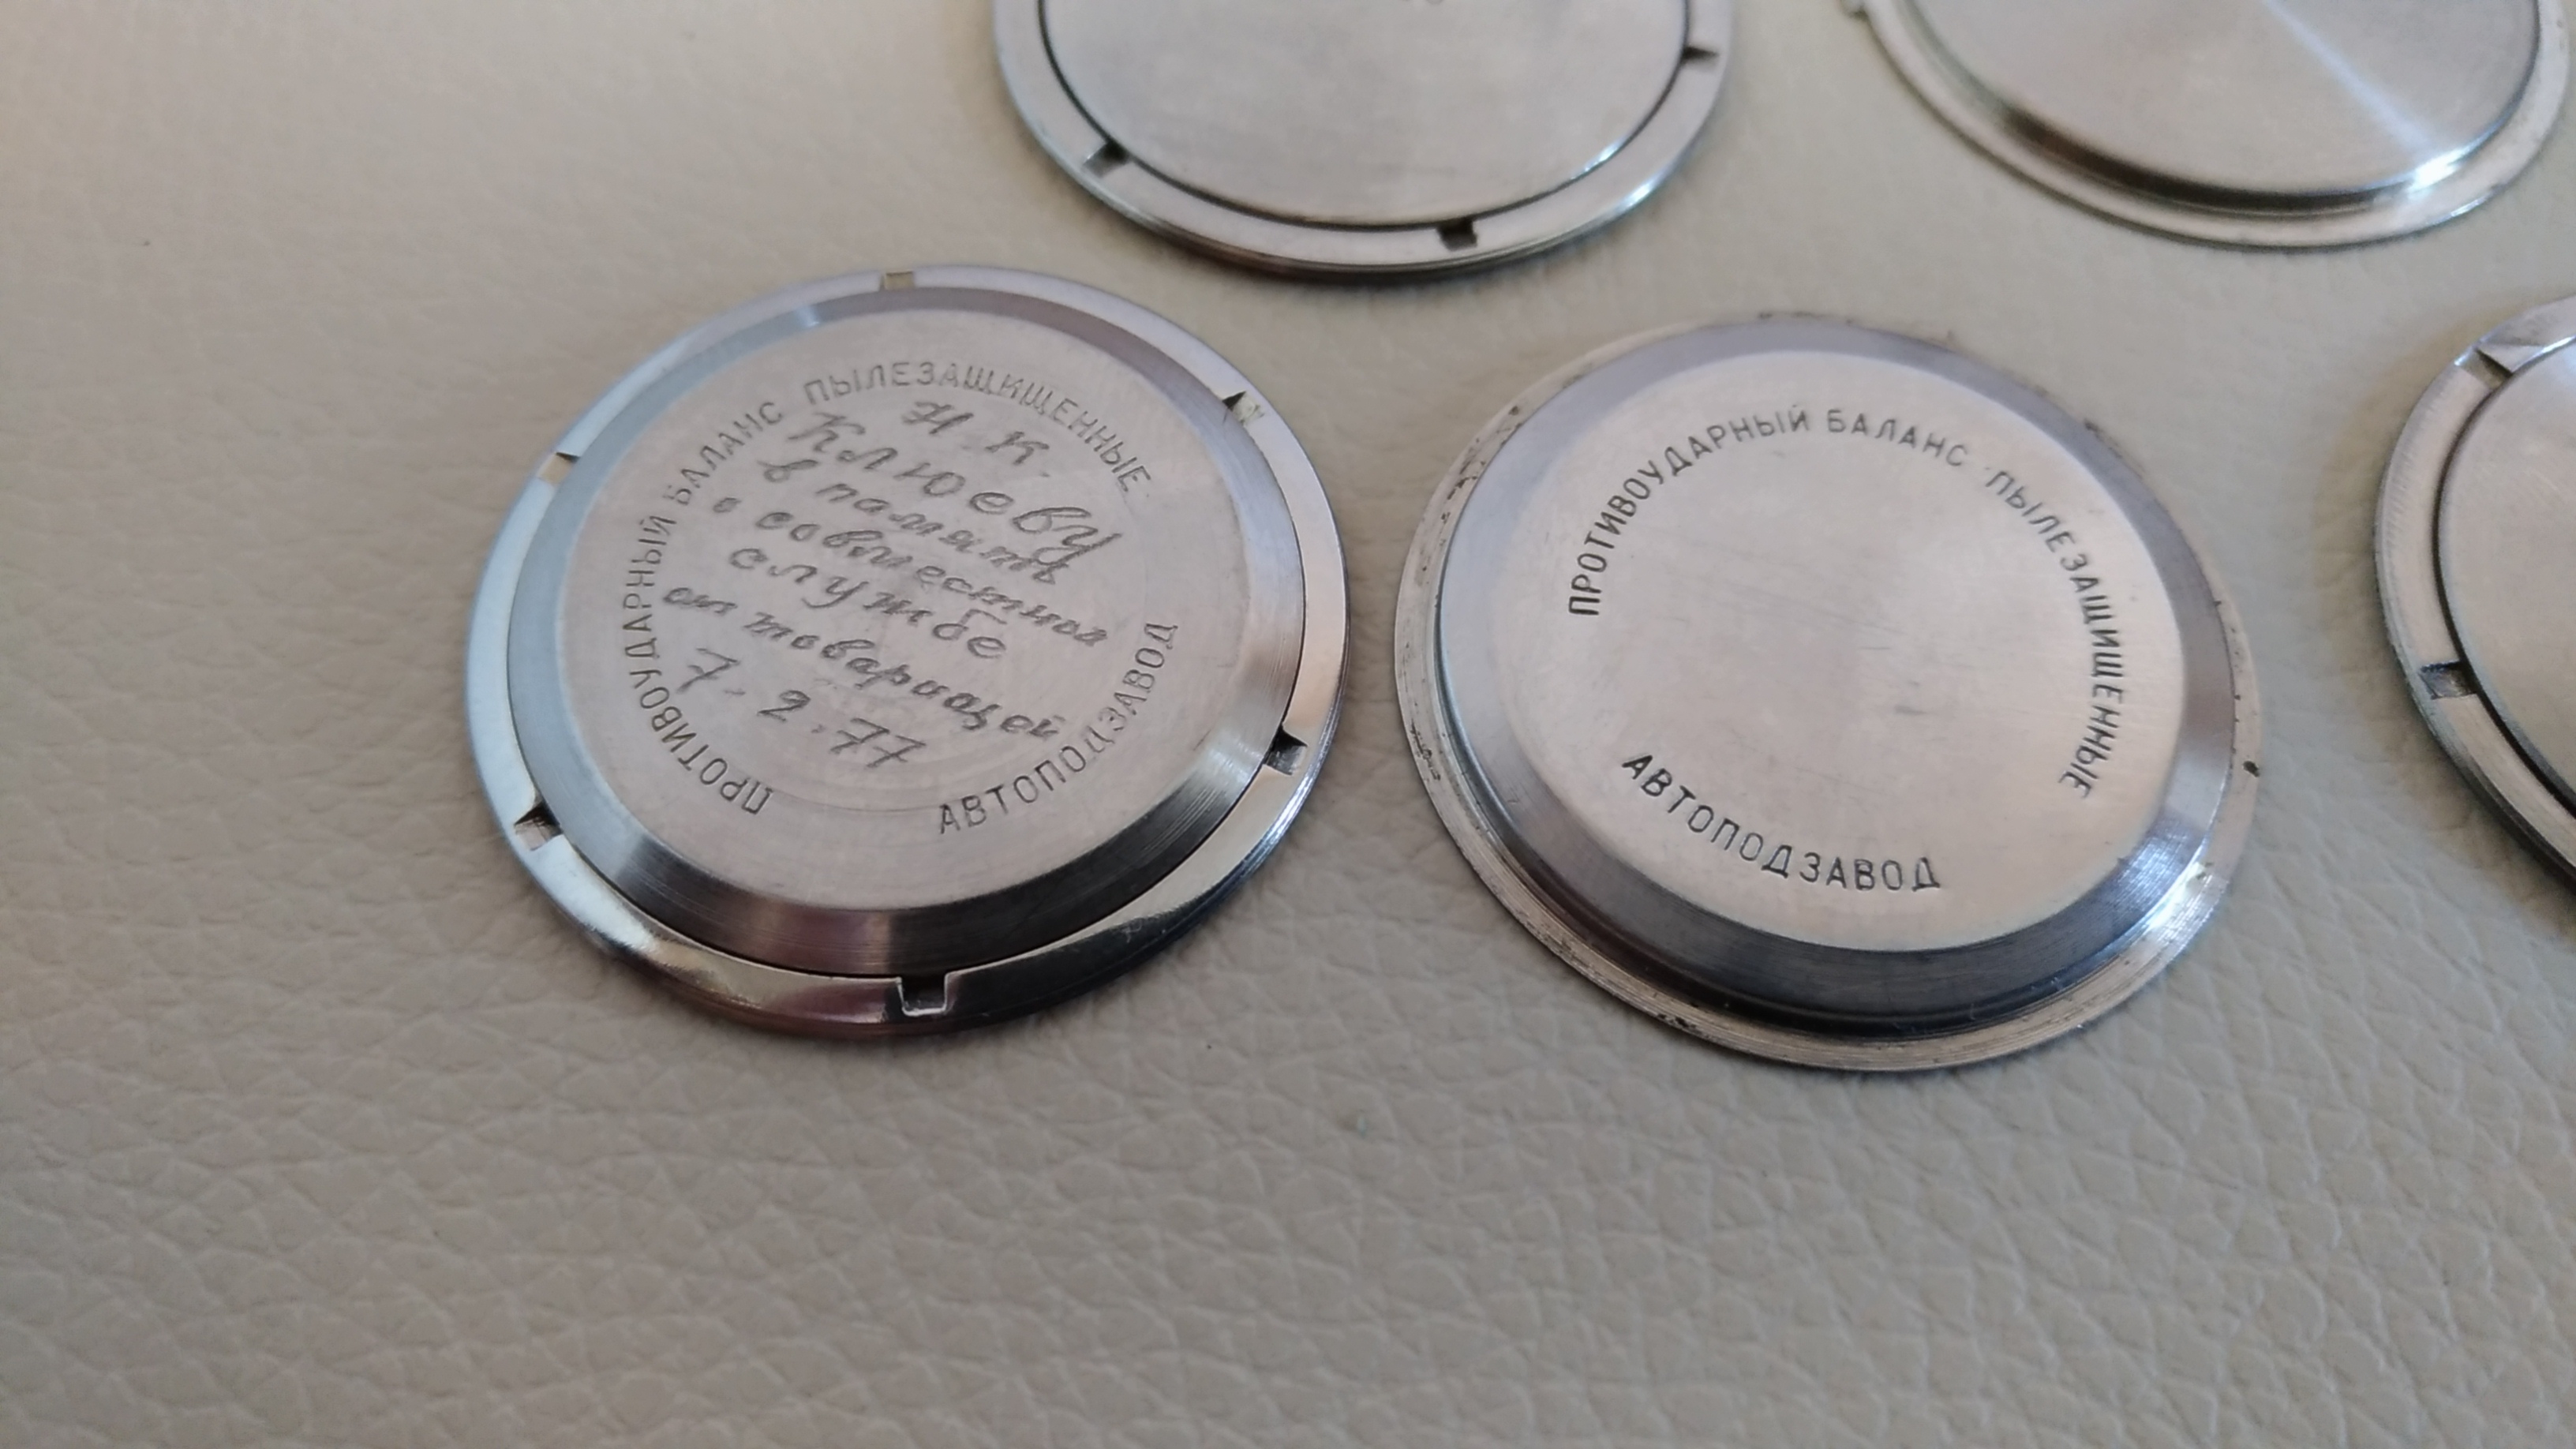 ПРОТИВОУДАРНЫЙ БАЛАНС ПЫЛЕЗАЩИЩЕННЫЕ
Н. К.
Клюеву
в память
о совместной
службе
от товарищей
7. 2. 77
АВТОПОДЗАВОД
ПРОТИВОУДАРНЫЙ БАЛАНС ПЫЛЕЗАЩИЩЕННЫЕ
АВТОПОДЗАВОД